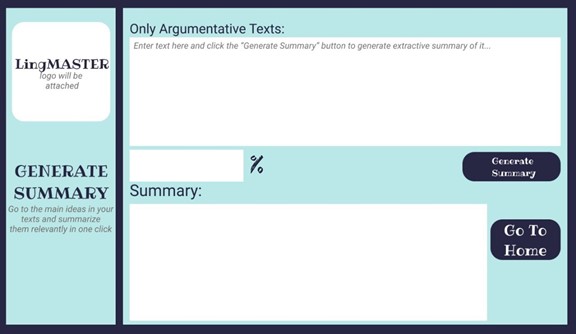 LingMASTER
logo will be
attached
GENERATE
SUMMARY
Go to the main ideas in your
texts and summarize
them relevantly in one click
Only Argumentative Texts:
Enter text here and click the “Generate Summary” button to generate extractive summary of it...
%
Generate
Summary
Summary:
Go To
Home